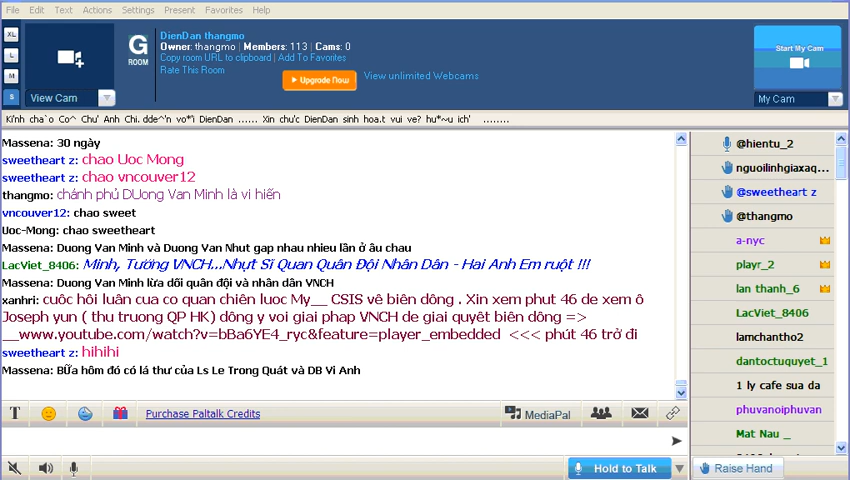 File Edit Text Actions Settings Present Favorites Help
XL
L
M
S
View Cam
G
ROOM
DienDan thangmo
Owner: thangmo | Members: 113 | Cams: 0
Copy room URL to clipboard | Add To Favorites
Rate This Room
Upgrade Now
View unlimited Webcams
Start My Cam
My Cam
Ki'nh cha`o Co^ Chu' Anh Chi. dde^'n vo*'i DienDan ...... Xin chu'c DienDan sinh hoa.t vui ve? hu*~u ich' ........
Massena: 30 ngày
sweetheart z: chao Uoc Mong
sweetheart z: chao vncouver12
thangmo: chánh phủ DUong Van Minh là vi hiến
vncouver12: chao sweet
Uoc-Mong: chao sweetheart
Massena: Duong Van Minh và Duong Van Nhut gap nhau nhieu lần ở âu chau
LacViet_8406: Minh, Tướng VNCH...Nhựt Sĩ Quan Quân Đội Nhân Dân - Hai Anh Em ruột !!!
Massena: Duong Van Minh lừa dối quân đội và nhân dân VNCH
xanhri: cuôc hôi luân cua co quan chiên luoc My__ CSIS vê biên dông . Xin xem phut 46 de xem ô
Joseph yun ( thu truong QP HK) dông y voi giai phap VNCH de giai quyêt biên dông =>
__www.youtube.com/watch?v=bBa6YE4_ryc&feature=player_embedded <<< phút 46 trở đi
sweetheart z: hihihi
Massena: Bữa hôm đó có lá thư của Ls Le Trong Quát và DB Vi Anh
T
Purchase Paltalk Credits
MediaPal
Hold to Talk
@hientu_2
nguoilinhgiaxaq...
@sweetheart z
@thangmo
a-nyc
playr_2
lan thanh_6
LacViet_8406
lamchantho2
dantoctuquyet_1
1 ly cafe sua da
phuvanoiphuvan
Mat Nau _
Raise Hand